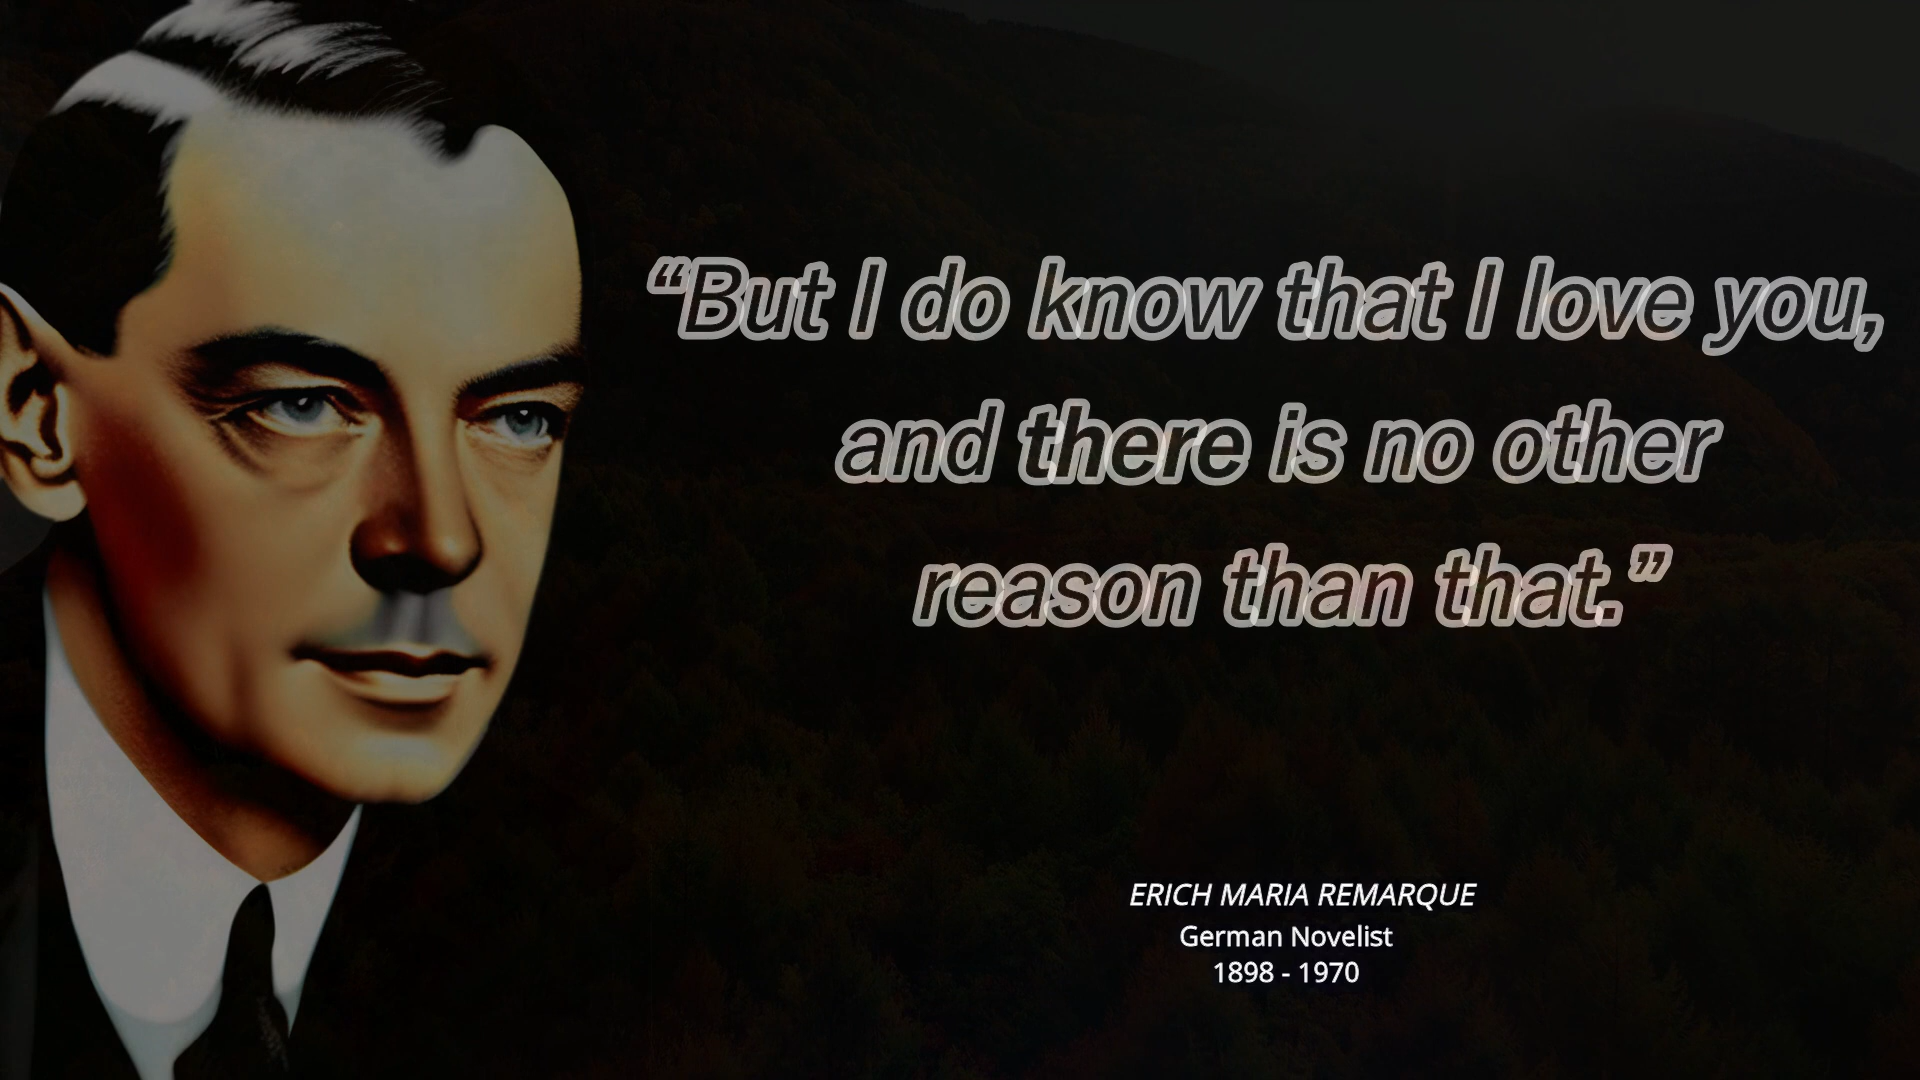 “But I do know that I love you,
and there is no other
reason than that.”
ERICH MARIA REMARQUE
German Novelist
1898 - 1970